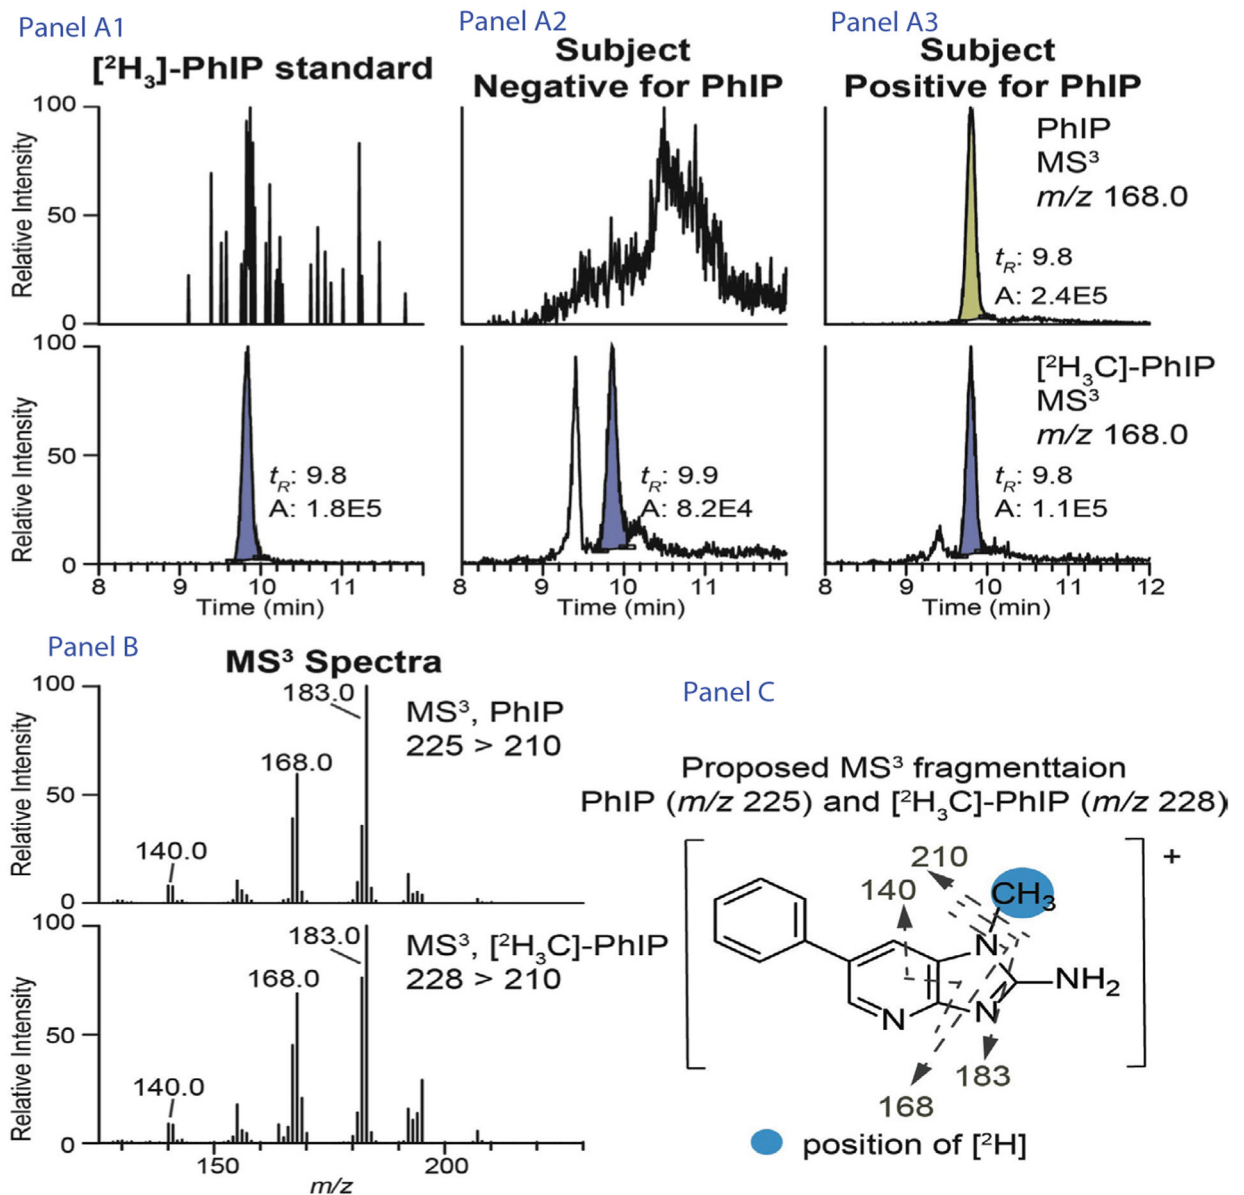 Panel A1
[²H₃]-PhIP standard
Panel A2
Subject
Negative for PhIP
Panel A3
Subject
Positive for PhIP
Relative Intensity
100
50
0
PhIP
MS³
m/z 168.0
tR: 9.8
A: 2.4E5
Relative Intensity
100
50
0
tR: 9.8
A: 1.8E5
tR: 9.9
A: 8.2E4
[²H₃C]-PhIP
MS³
m/z 168.0
tR: 9.8
A: 1.1E5
8 9 10 11
Time (min)
8 9 10 11
Time (min)
8 9 10 11 12
Time (min)
Panel B
MS³ Spectra
Relative Intensity
100
50
0
183.0
168.0
140.0
MS³, PhIP
225 > 210
Relative Intensity
100
50
0
183.0
168.0
140.0
MS³, [²H₃C]-PhIP
228 > 210
150 200
m/z
Panel C
Proposed MS³ fragmenttaion
PhIP (m/z 225) and [²H₃C]-PhIP (m/z 228)
+
210
140
CH₃
N
NH₂
N
N
183
168
position of [²H]